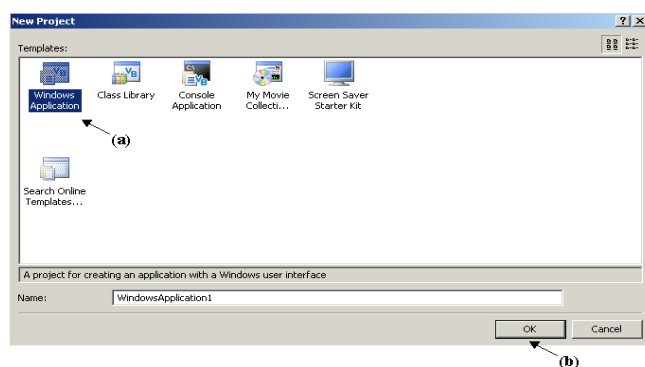 New Project
Templates:
Windows Application
Class Library
Console Application
My Movie Collecti...
Screen Saver Starter Kit
(a)
Search Online Templates...
A project for creating an application with a Windows user interface
Name:
WindowsApplication1
OK
Cancel
(b)